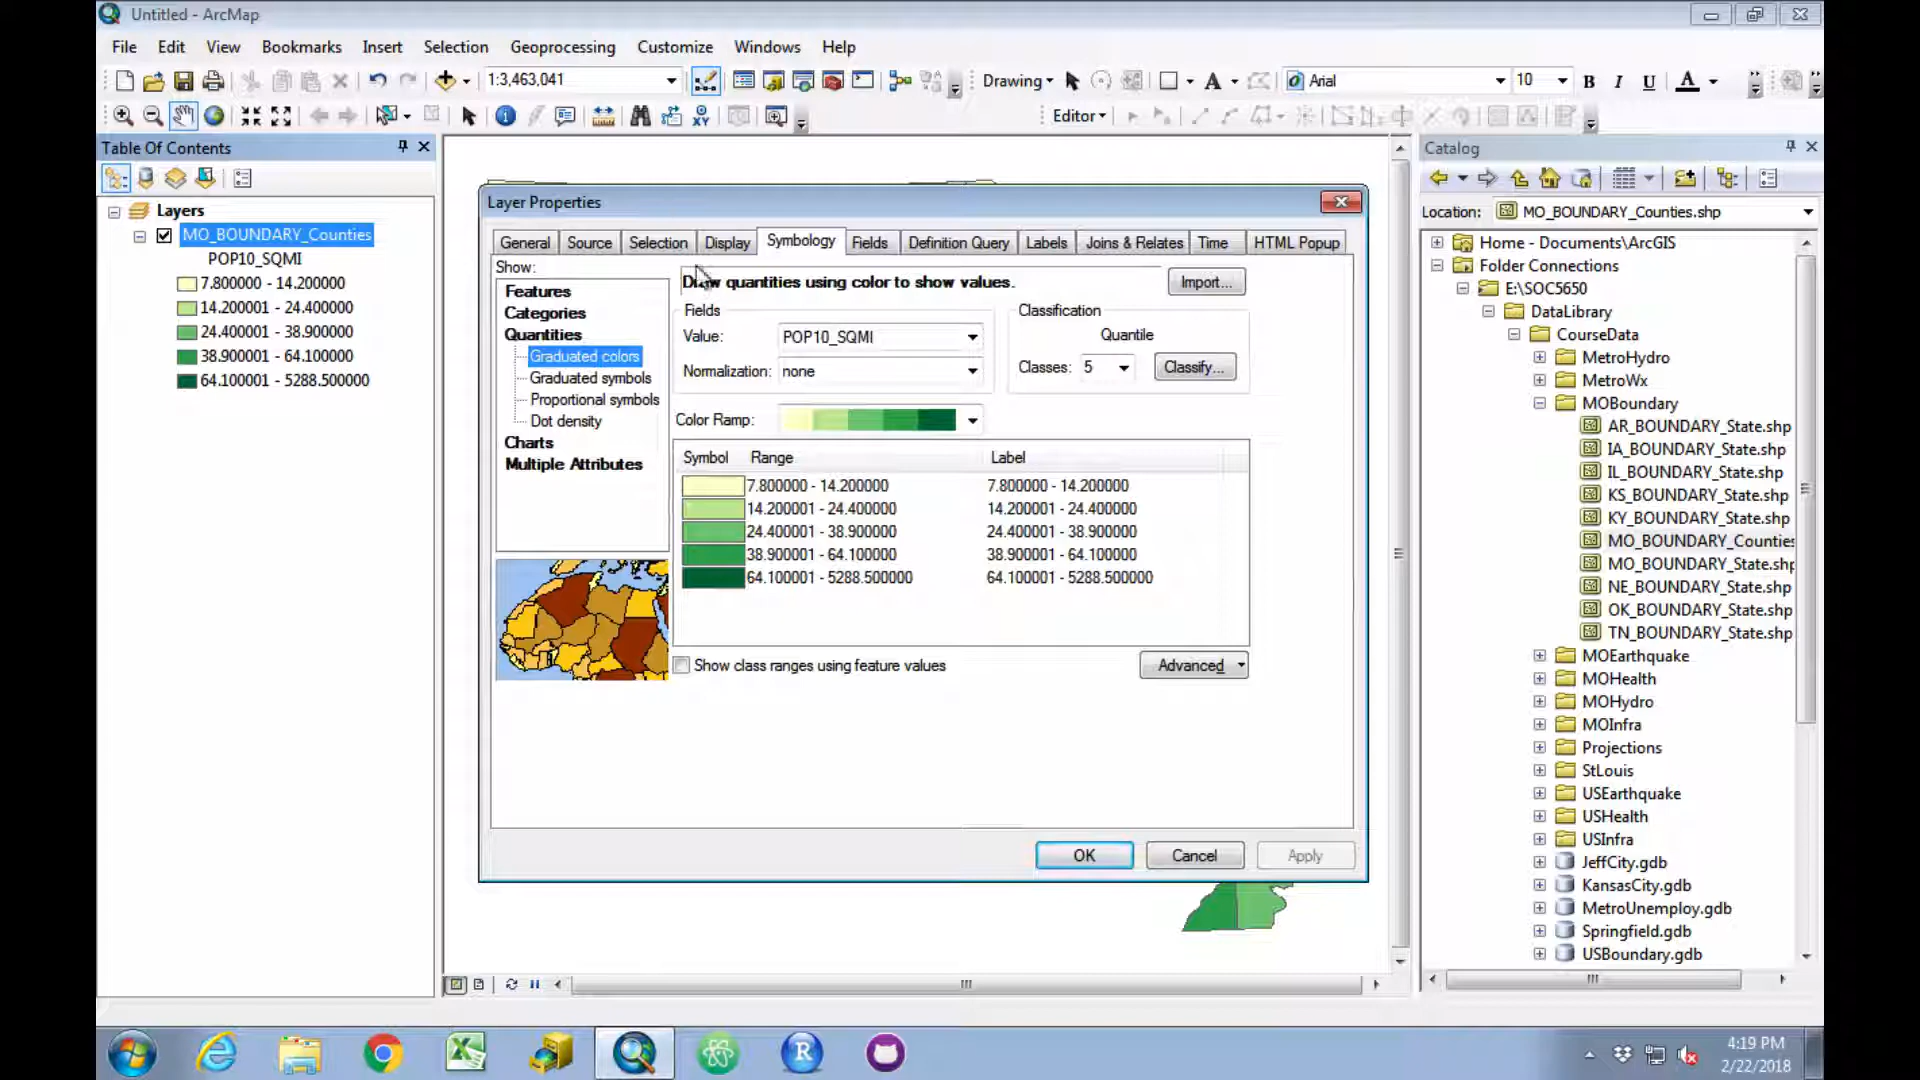 Untitled - ArcMap
File Edit View Bookmarks Insert Selection Geoprocessing Customize Windows Help
1:3,463,041 Drawing A Arial 10 B I U A
Editor
Table Of Contents
Layers
MO_BOUNDARY_Counties
POP10_SQMI
7.800000 - 14.200000
14.200001 - 24.400000
24.400001 - 38.900000
38.900001 - 64.100000
64.100001 - 5288.500000
Layer Properties
General Source Selection Display Symbology Fields Definition Query Labels Joins & Relates Time HTML Popup
Show:
Features
Categories
Quantities
Graduated colors
Graduated symbols
Proportional symbols
Dot density
Charts
Multiple Attributes
Draw quantities using color to show values.
Import...
Fields
Value: POP10_SQMI
Normalization: none
Classification
Quantile
Classes: 5 Classify...
Color Ramp:
Symbol Range Label
7.800000 - 14.200000 7.800000 - 14.200000
14.200001 - 24.400000 14.200001 - 24.400000
24.400001 - 38.900000 24.400001 - 38.900000
38.900001 - 64.100000 38.900001 - 64.100000
64.100001 - 5288.500000 64.100001 - 5288.500000
Show class ranges using feature values
Advanced
OK Cancel Apply
Catalog
Location: MO_BOUNDARY_Counties.shp
Home - Documents\ArcGIS
Folder Connections
E:\SOC5650
DataLibrary
CourseData
MetroHydro
MetroWx
MOBoundary
AR_BOUNDARY_State.shp
IA_BOUNDARY_State.shp
IL_BOUNDARY_State.shp
KS_BOUNDARY_State.shp
KY_BOUNDARY_State.shp
MO_BOUNDARY_Counties
MO_BOUNDARY_State.shp
NE_BOUNDARY_State.shp
OK_BOUNDARY_State.shp
TN_BOUNDARY_State.shp
MOEarthquake
MOHealth
MOHydro
MOInfra
Projections
StLouis
USEarthquake
USHealth
USInfra
JeffCity.gdb
KansasCity.gdb
MetroUnemploy.gdb
Springfield.gdb
USBoundary.gdb
4:19 PM
2/22/2018